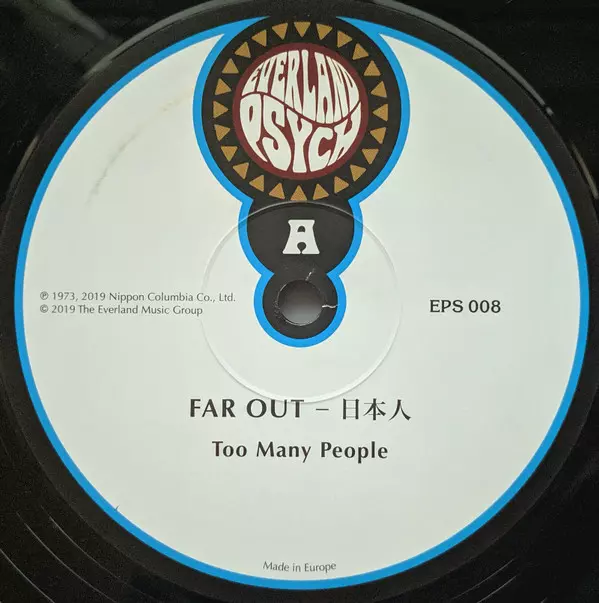 EVERLAND
PSYCH
A
℗ 1973, 2019 Nippon Columbia Co., Ltd.
© 2019 The Everland Music Group
EPS 008
FAR OUT – 日本人
Too Many People
Made in Europe